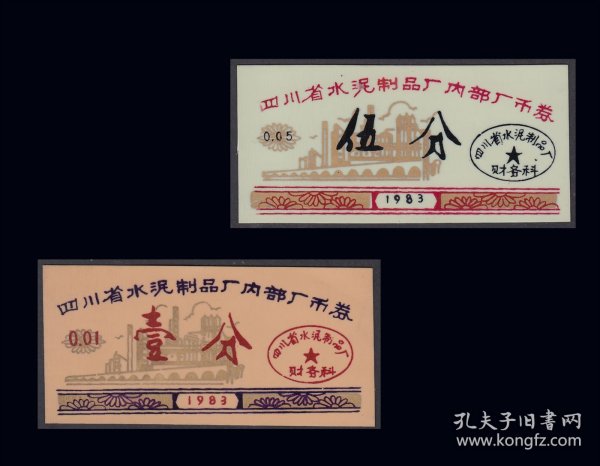 四川省水泥制品厂内部厂币券
0.05
伍分
四川省水泥制品厂
★
财务科
1983
四川省水泥制品厂内部厂币券
0.01
壹分
四川省水泥制品厂
★
财务科
1983
孔夫子旧书网
www.kongfz.com